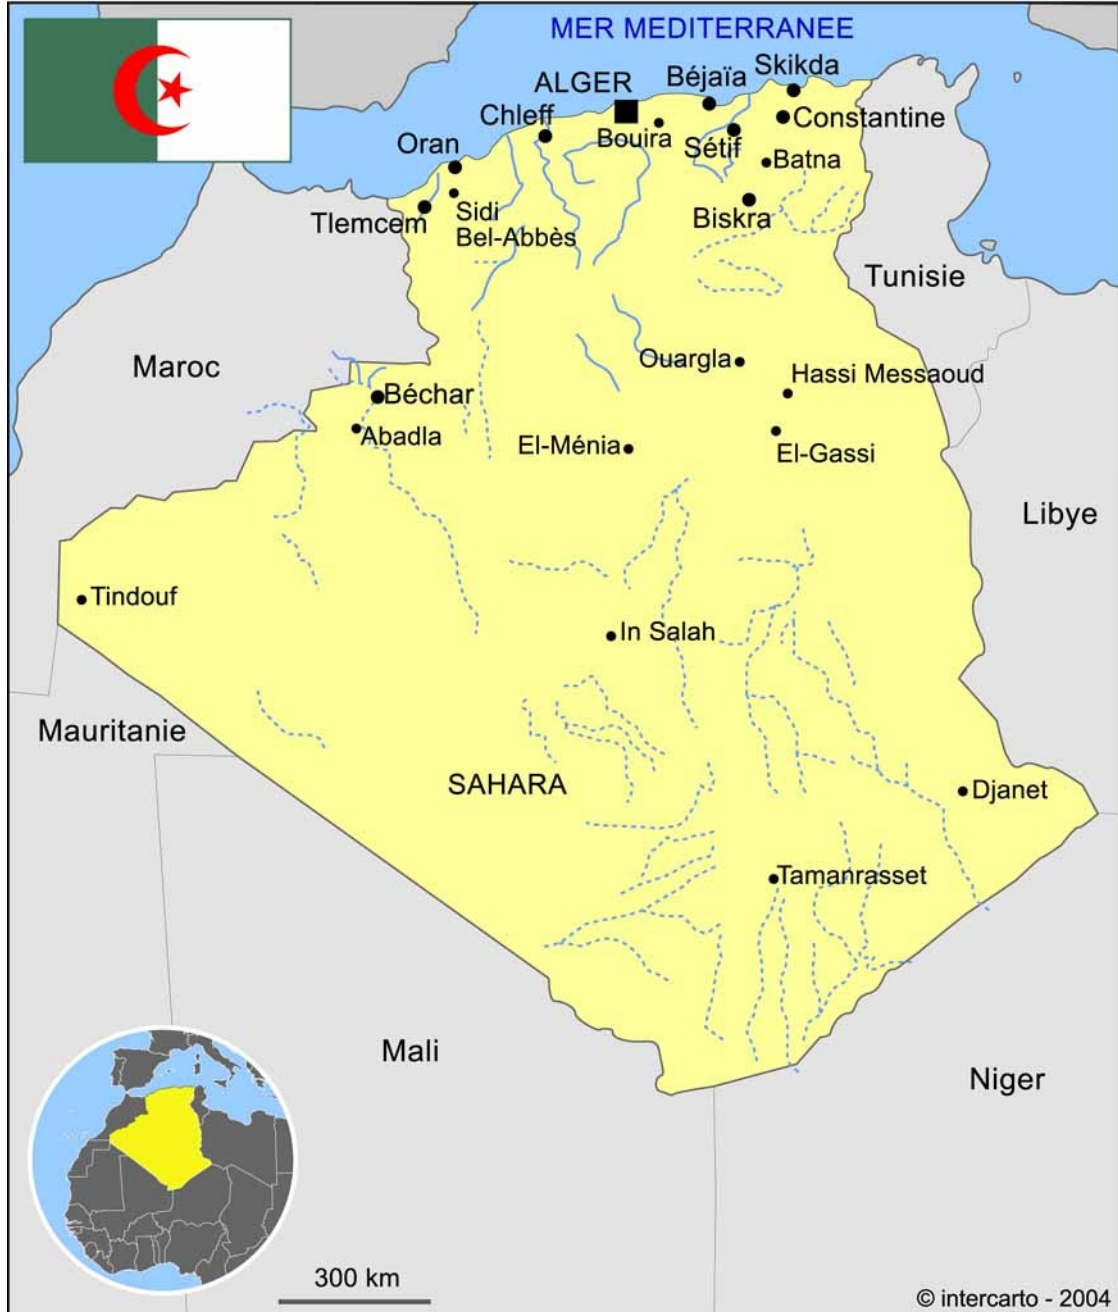 MER MEDITERRANEE
Skikda
Béjaïa
ALGER
Chleff
Constantine
Bouira
Sétif
Oran
Batna
Sidi
Bel-Abbès
Tlemcem
Biskra
Tunisie
Maroc
Ouargla
Hassi Messaoud
Béchar
Abadla
El-Ménia
El-Gassi
Libye
Tindouf
In Salah
Mauritanie
SAHARA
Djanet
Tamanrasset
Mali
Niger
300 km
© intercarto - 2004